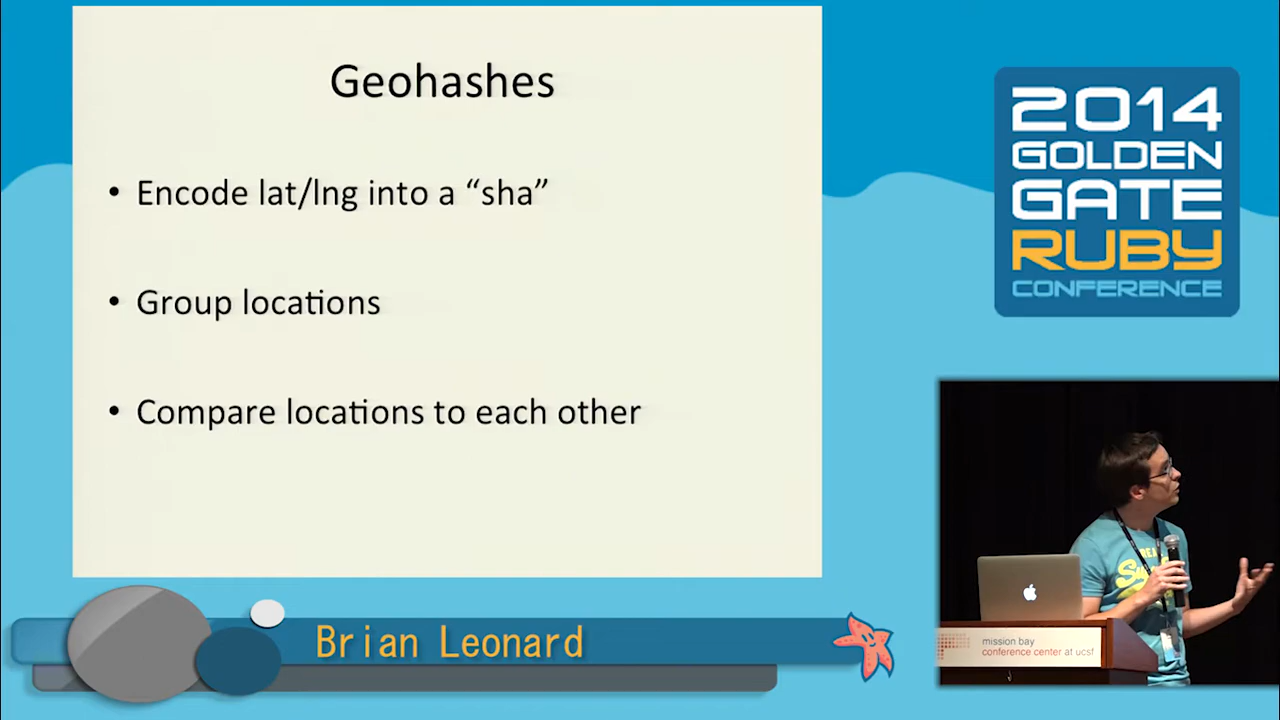 Geohashes
• Encode lat/lng into a “sha”
• Group locations
• Compare locations to each other
2014
GOLDEN
GATE
RUBY
CONFERENCE
mission bay
conference center at ucsf
Brian Leonard